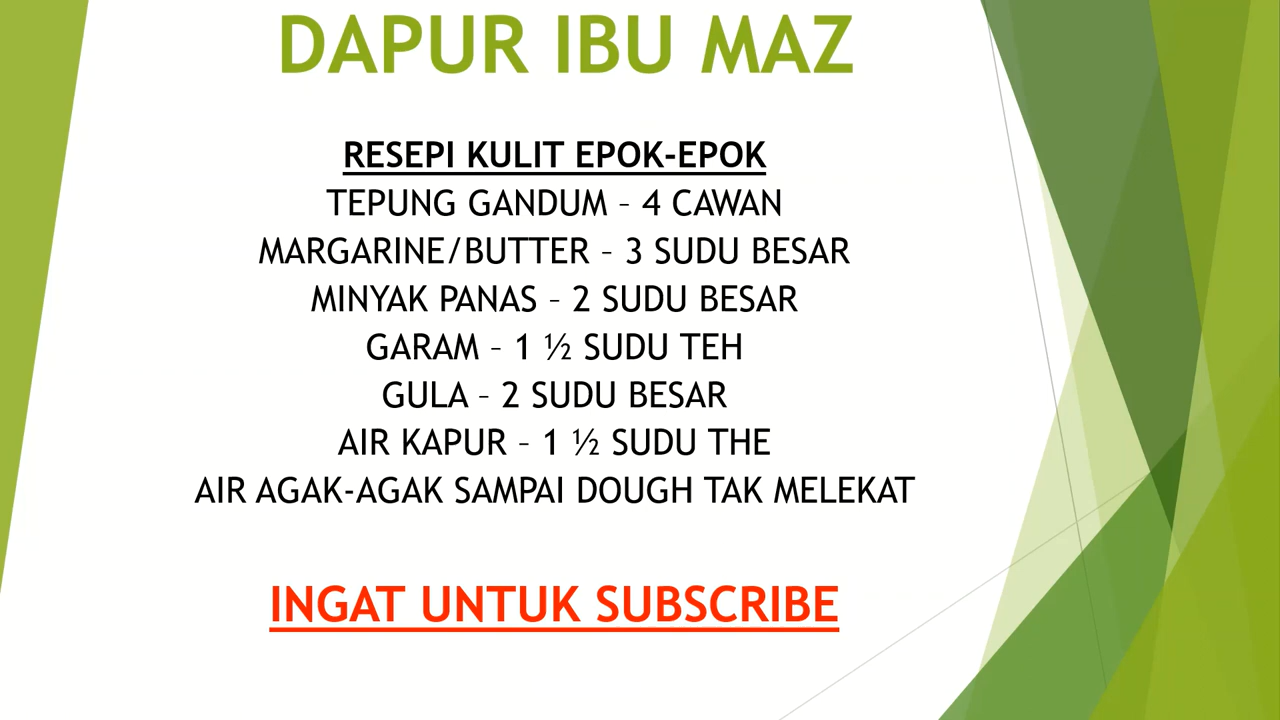 DAPUR IBU MAZ
RESEPI KULIT EPOK-EPOK
TEPUNG GANDUM – 4 CAWAN
MARGARINE/BUTTER – 3 SUDU BESAR
MINYAK PANAS – 2 SUDU BESAR
GARAM – 1 ½ SUDU TEH
GULA – 2 SUDU BESAR
AIR KAPUR – 1 ½ SUDU THE
AIR AGAK-AGAK SAMPAI DOUGH TAK MELEKAT
INGAT UNTUK SUBSCRIBE